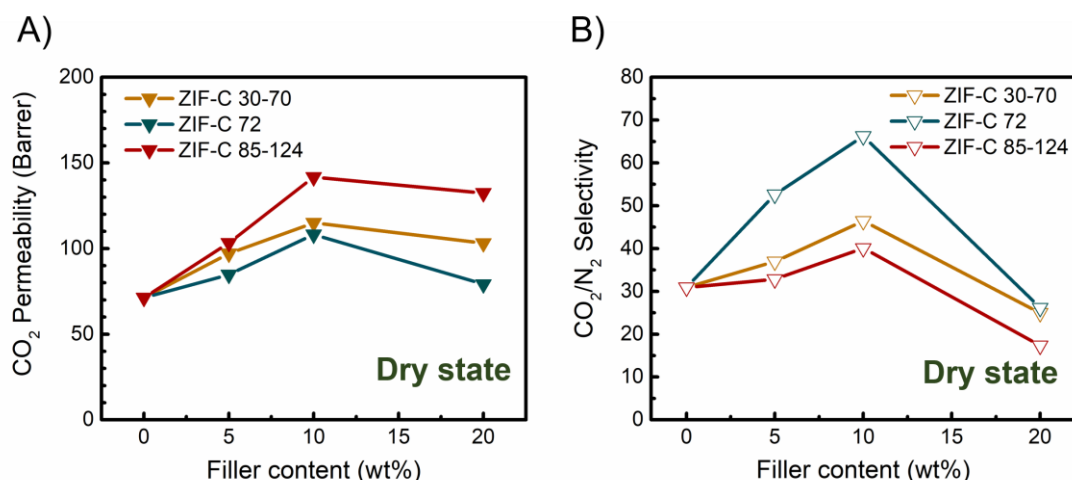 A)
CO2 Permeability (Barrer)
200
150
100
50
0
ZIF-C 30-70
ZIF-C 72
ZIF-C 85-124
Dry state
0 5 10 15 20
Filler content (wt%)
B)
CO2/N2 Selectivity
80
70
60
50
40
30
20
10
0
ZIF-C 30-70
ZIF-C 72
ZIF-C 85-124
Dry state
0 5 10 15 20
Filler content (wt%)